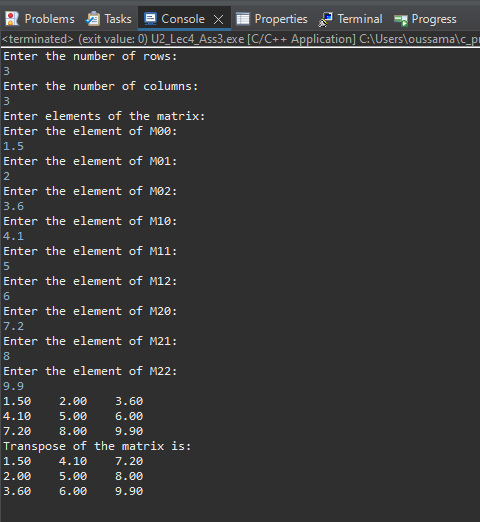 Problems Tasks Console Properties Terminal Progress
<terminated> (exit value: 0) U2_Lec4_Ass3.exe [C/C++ Application] C:\Users\oussama\c_pr
Enter the number of rows:
3
Enter the number of columns:
3
Enter elements of the matrix:
Enter the element of M00:
1.5
Enter the element of M01:
2
Enter the element of M02:
3.6
Enter the element of M10:
4.1
Enter the element of M11:
5
Enter the element of M12:
6
Enter the element of M20:
7.2
Enter the element of M21:
8
Enter the element of M22:
9.9
1.50 2.00 3.60
4.10 5.00 6.00
7.20 8.00 9.90
Transpose of the matrix is:
1.50 4.10 7.20
2.00 5.00 8.00
3.60 6.00 9.90